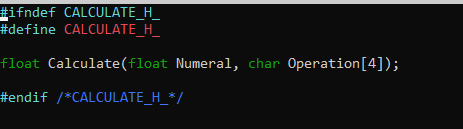 #ifndef CALCULATE_H_
#define CALCULATE_H_
float Calculate(float Numeral, char Operation[4]);
#endif /*CALCULATE_H_*/